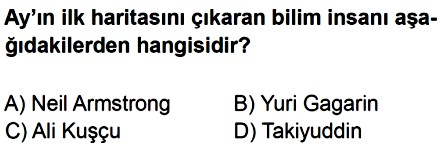 Ay’ın ilk haritasını çıkaran bilim insanı aşa-
ğıdakilerden hangisidir?
A) Neil Armstrong B) Yuri Gagarin
C) Ali Kuşçu D) Takiyuddin